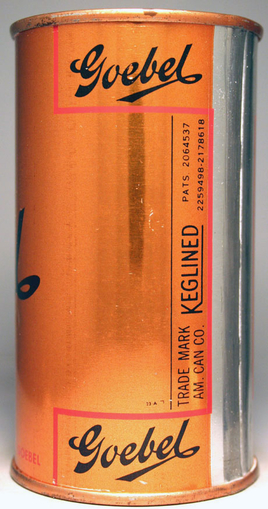 Goebel
PATS 2064537
2259498-2178618
TRADE MARK KEGLINED
AM. CAN CO.
Goebel